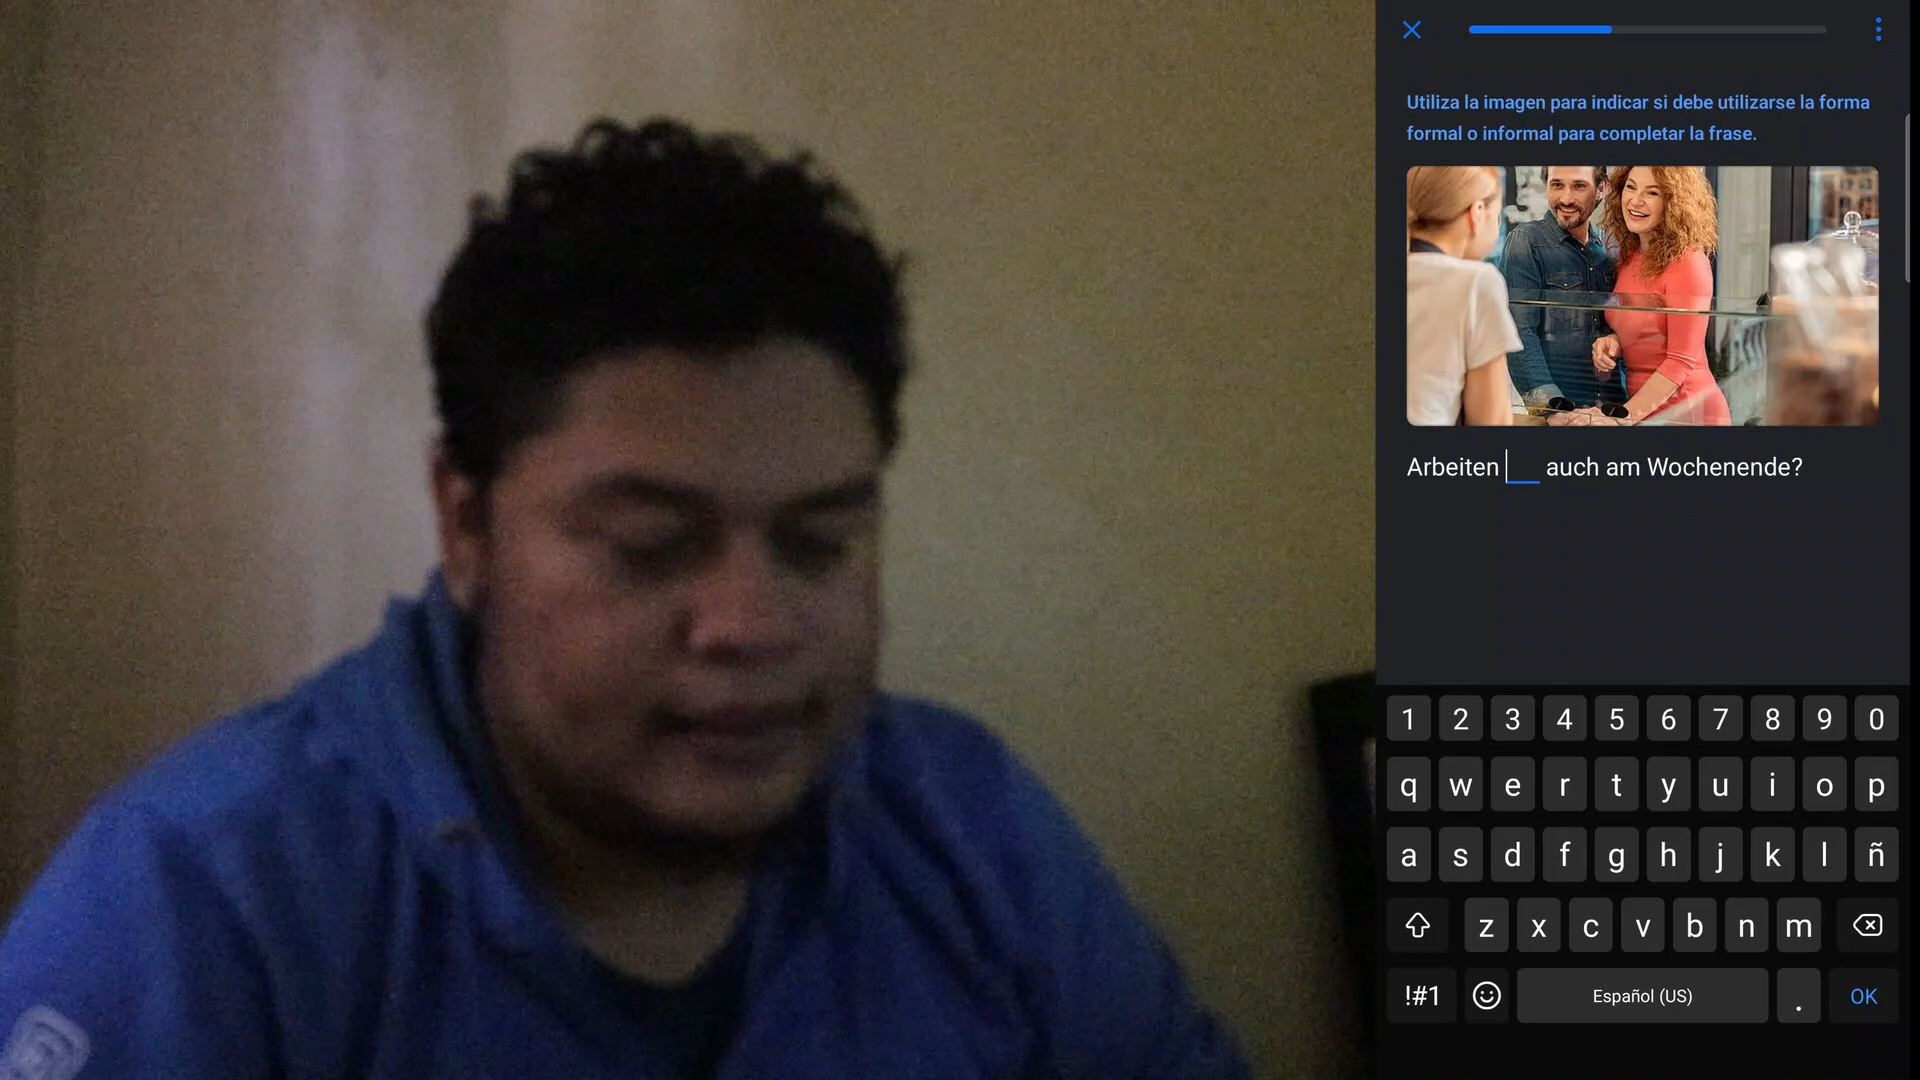 Utiliza la imagen para indicar si debe utilizarse la forma
formal o informal para completar la frase.
Arbeiten ___ auch am Wochenende?
1 2 3 4 5 6 7 8 9 0
q w e r t y u i o p
a s d f g h j k l ñ
z x c v b n m
!#1 Español (US) . OK